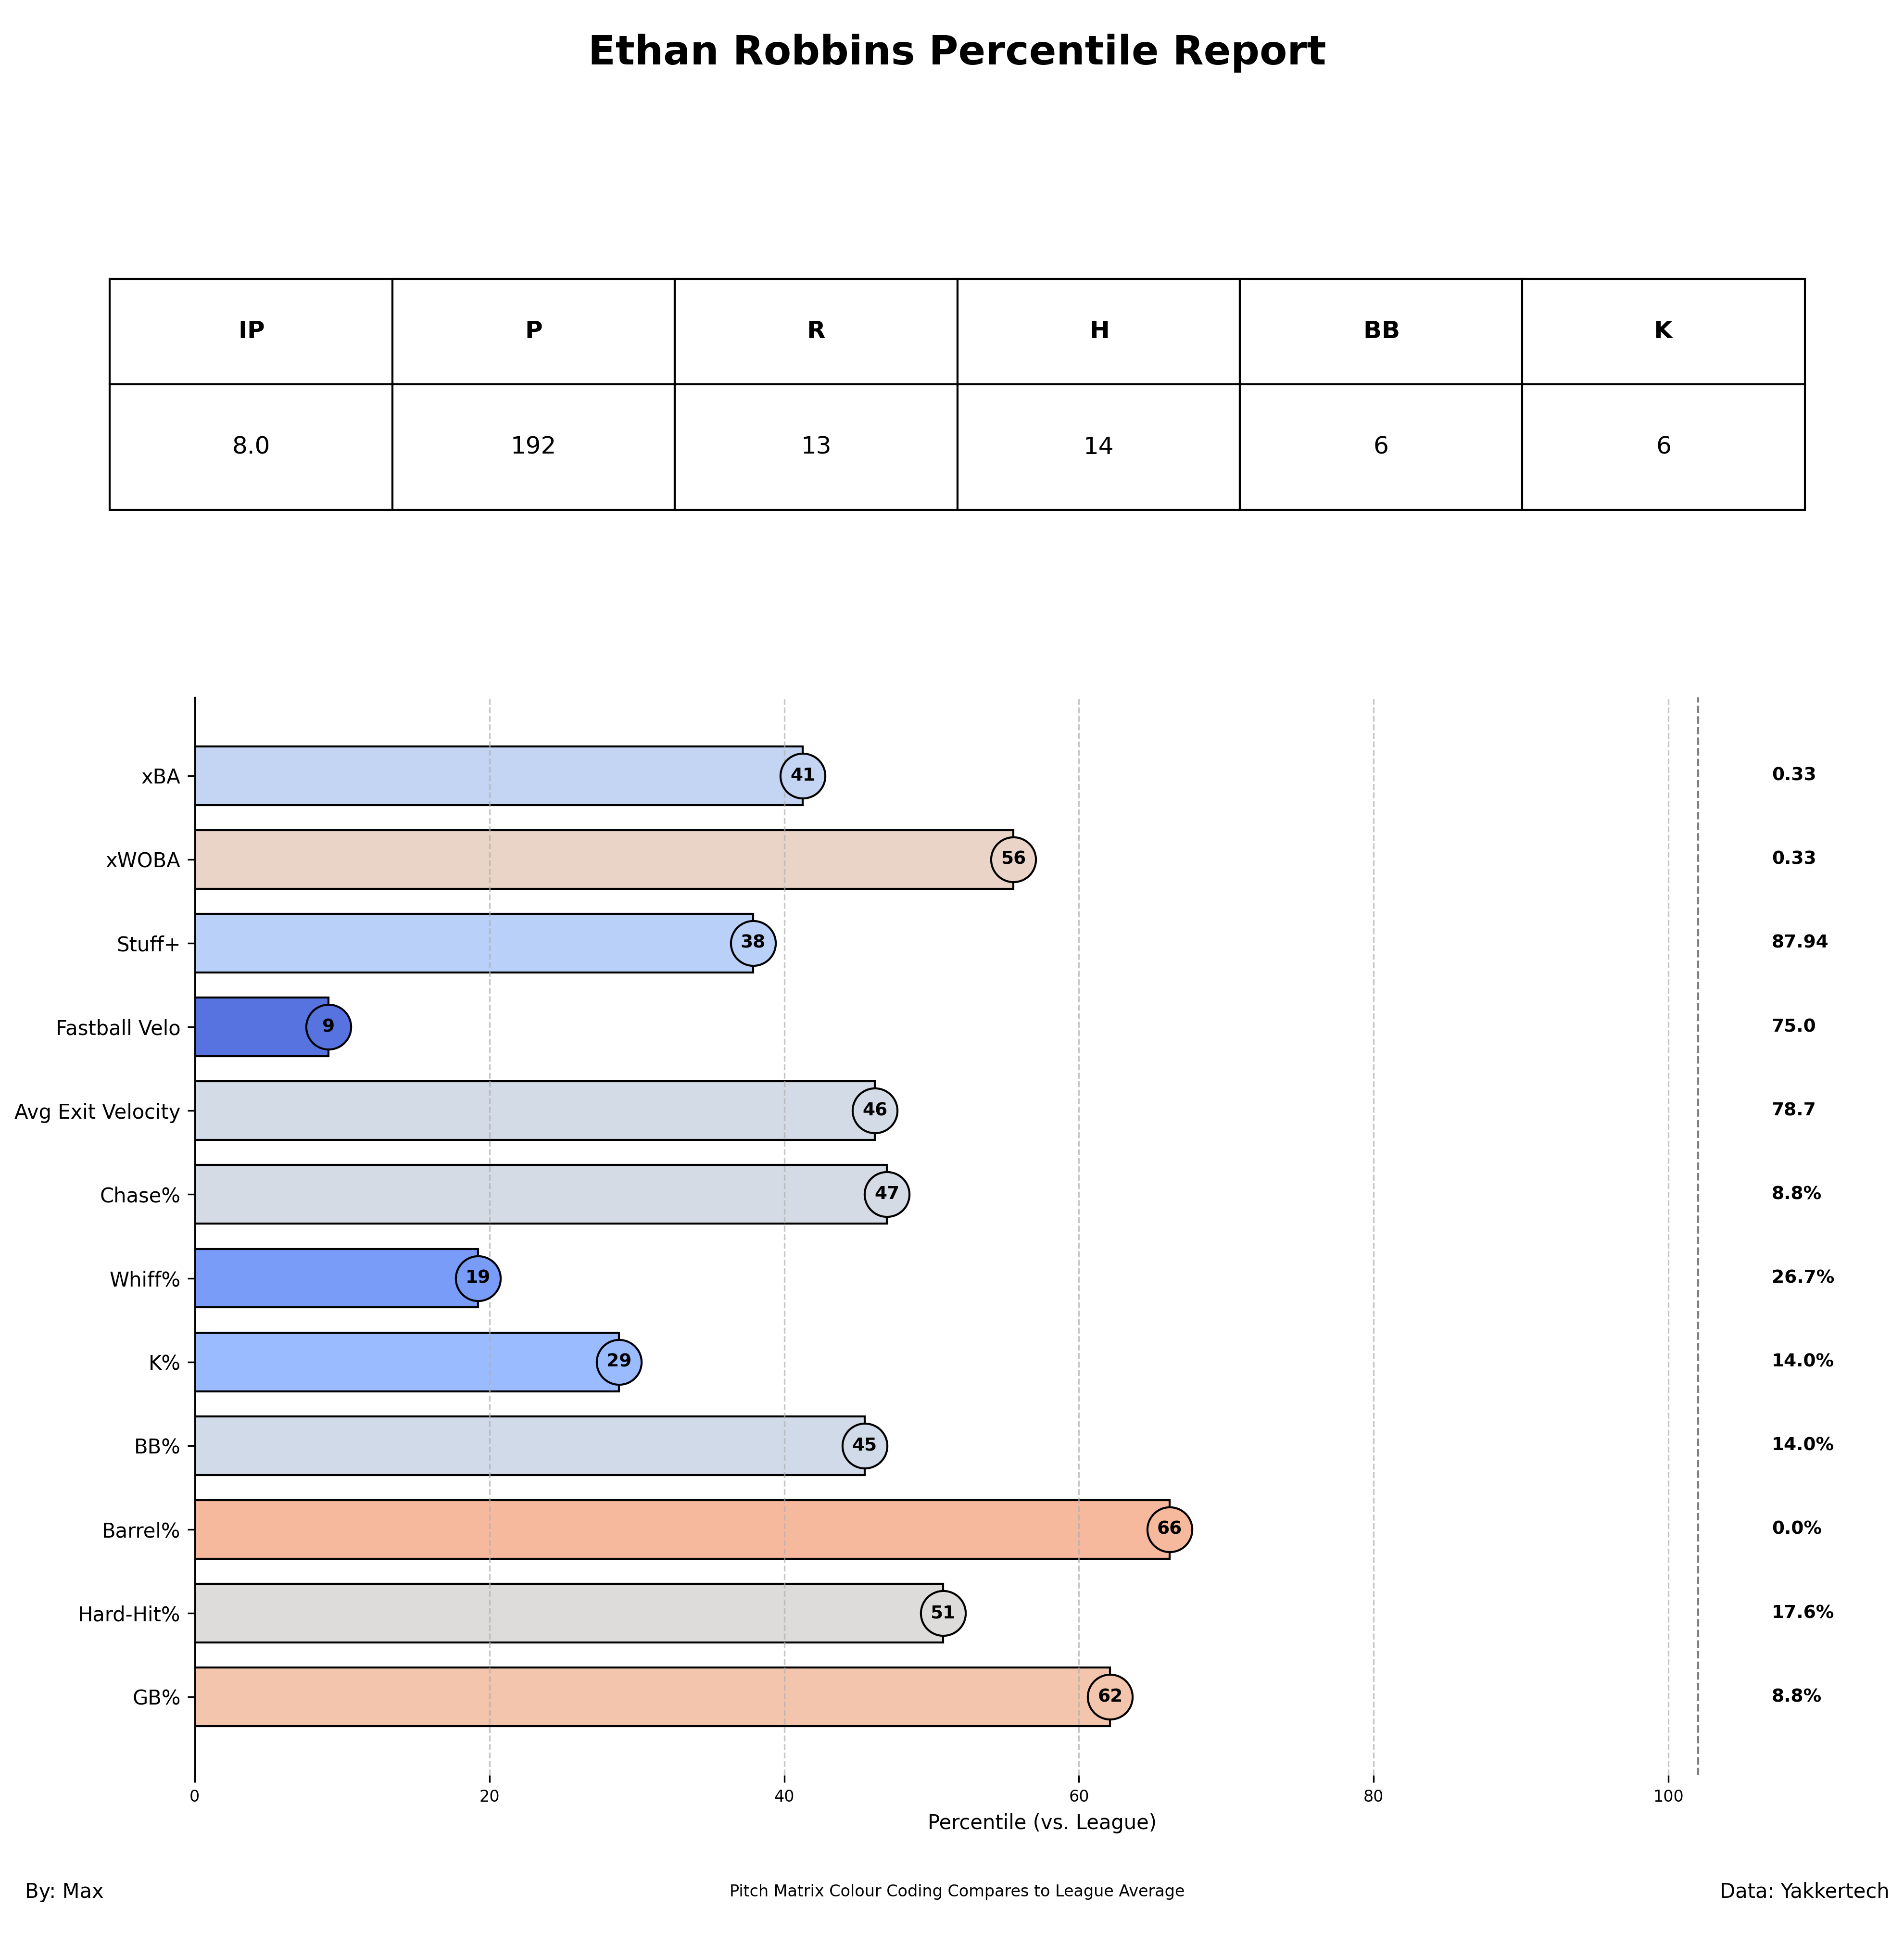 Ethan Robbins Percentile Report
IP P R H BB K
8.0 192 13 14 6 6
xBA 41 0.33
xWOBA 56 0.33
Stuff+ 38 87.94
Fastball Velo 9 75.0
Avg Exit Velocity 46 78.7
Chase% 47 8.8%
Whiff% 19 26.7%
K% 29 14.0%
BB% 45 14.0%
Barrel% 66 0.0%
Hard-Hit% 51 17.6%
GB% 62 8.8%
0 20 40 60 80 100
Percentile (vs. League)
By: Max Pitch Matrix Colour Coding Compares to League Average Data: Yakkertech